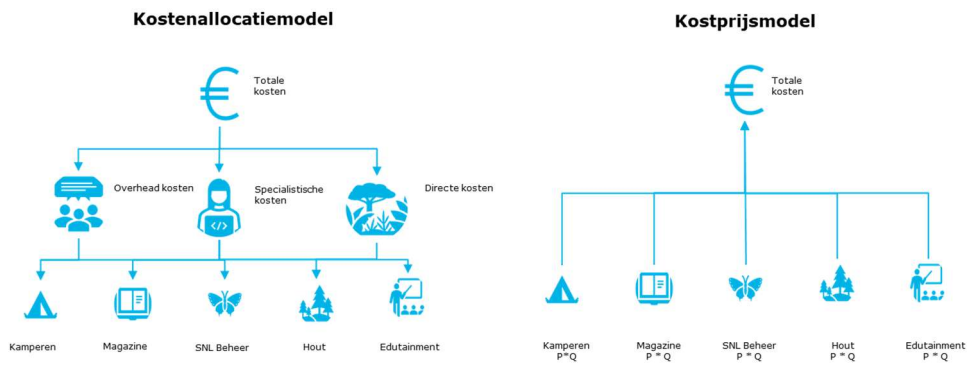 Kostenallocatiemodel
Totale
kosten
Overhead kosten
Specialistische
kosten
Directe kosten
</>
Kamperen
Magazine
SNL Beheer
Hout
Edutainment
Kostprijsmodel
Totale
kosten
Kamperen
P*Q
Magazine
P * Q
SNL Beheer
P * Q
Hout
P * Q
Edutainment
P * Q